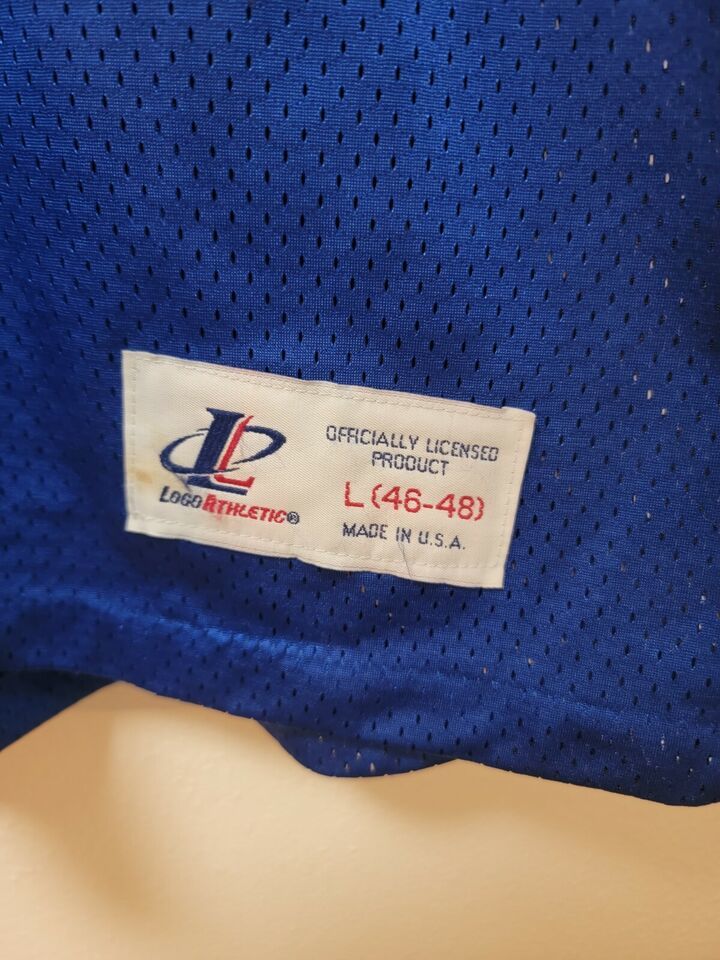 LOGO ATHLETIC®
OFFICIALLY LICENSED
PRODUCT
L (46-48)
MADE IN U.S.A.